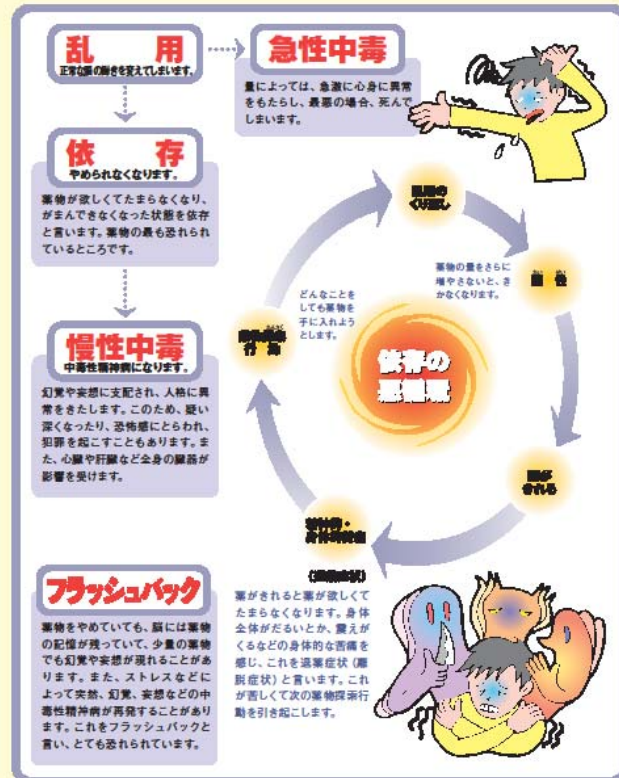 乱用
正常な脳の働きを変えてしまいます。
急性中毒
量によっては、急激に心身に異常
をもたらし、最悪の場合、死んで
しまいます。
依存
やめられなくなります。
薬物が欲しくてたまらなくなり、
がまんできなくなった状態を依存
と言います。薬物の最も恐れられ
ているところです。
慢性中毒
中毒性精神病になります。
幻覚や妄想に支配され、人格に異
常をきたします。このため、疑い
深くなったり、恐怖感にとらわれ、
犯罪を起こすこともあります。ま
た、心臓や肝臓など全身の臓器が
影響を受けます。
フラッシュバック
薬物をやめていても、脳には薬物
の記憶が残っていて、少量の薬物
でも幻覚や妄想が現れることがあ
ります。また、ストレスなどに
よって突然、幻覚、妄想などの中
毒性精神病が再発することがあり
ます。これをフラッシュバックと
言い、とても恐れられています。
依存の
悪循環
乱用の
くり返し
薬物の量をさらに
増やさないと、き
かなくなります。
耐性
薬が
きれる
精神的・
身体的苦痛
(退薬症状)
薬がきれると薬が欲しくて
たまらなくなります。身体
全体がだるいとか、震えが
くるなどの身体的な苦痛を
感じ、これを退薬症状(離
脱症状)と言います。これ
が苦しくて次の薬物探索行
動を引き起こします。
薬物探索
行動
どんなことを
しても薬物を
手に入れよう
とします。